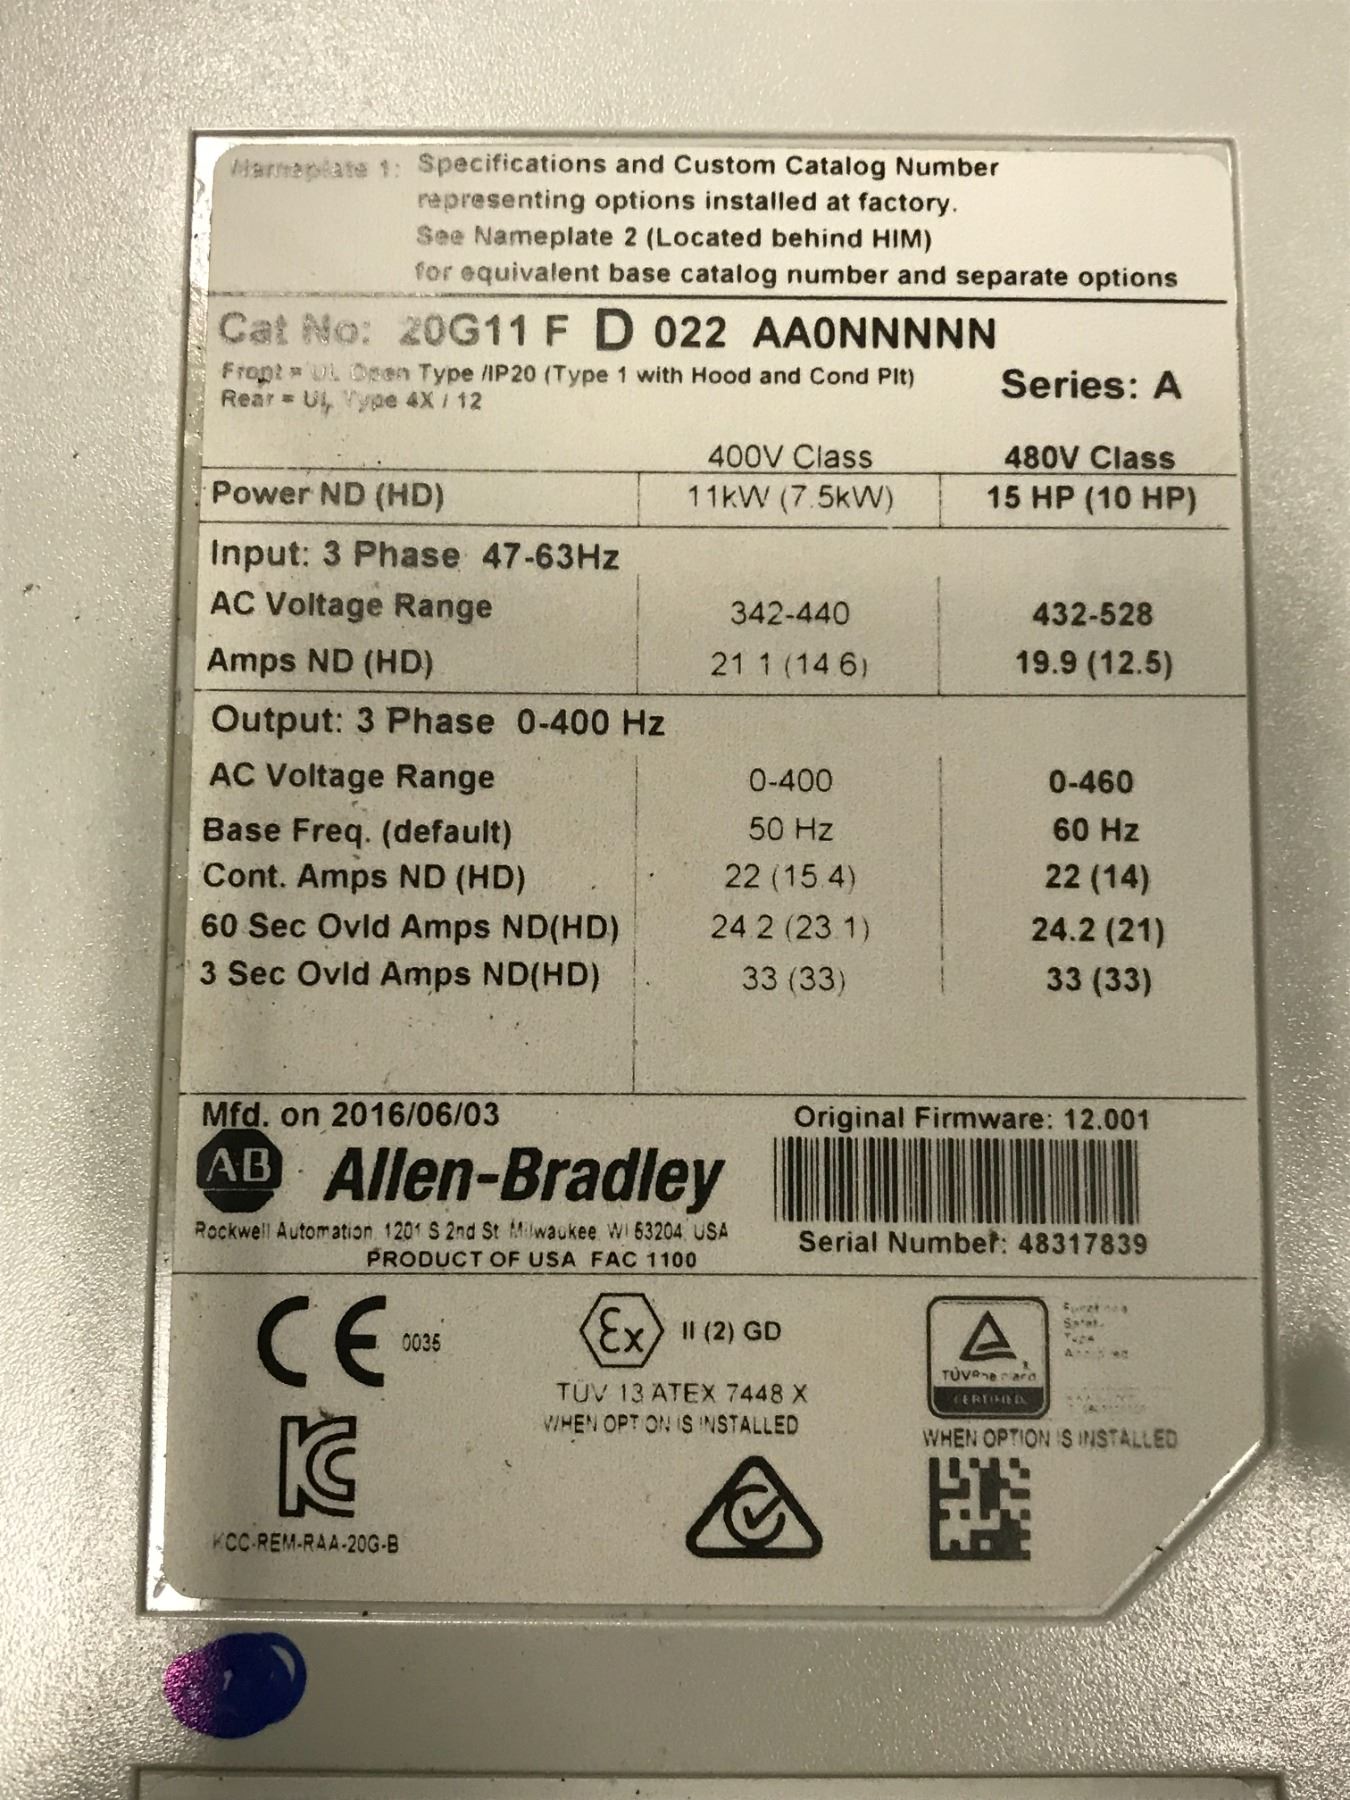 Nameplate 1: Specifications and Custom Catalog Number
representing options installed at factory.
See Nameplate 2 (Located behind HIM)
for equivalent base catalog number and separate options
Cat No: 20G11 F D 022 AA0NNNNN
Front = UL Open Type /IP20 (Type 1 with Hood and Cond Plt)
Rear = UL Type 4X / 12
Series: A
400V Class 480V Class
Power ND (HD) 11kW (7.5kW) 15 HP (10 HP)
Input: 3 Phase 47-63Hz
AC Voltage Range 342-440 432-528
Amps ND (HD) 21.1 (14.6) 19.9 (12.5)
Output: 3 Phase 0-400 Hz
AC Voltage Range 0-400 0-460
Base Freq. (default) 50 Hz 60 Hz
Cont. Amps ND (HD) 22 (15.4) 22 (14)
60 Sec Ovld Amps ND(HD) 24.2 (23.1) 24.2 (21)
3 Sec Ovld Amps ND(HD) 33 (33) 33 (33)
Mfd. on 2016/06/03
Original Firmware: 12.001
AB Allen-Bradley
Rockwell Automation, 1201 S 2nd St Milwaukee, WI 53204, USA
PRODUCT OF USA FAC 1100
Serial Number: 48317839
CE 0035
Ex II (2) GD
TÜV 13 ATEX 7448 X
WHEN OPTION IS INSTALLED
TÜVRheinland
CERTIFIED
Functional
Safety
Type
Approved
WHEN OPTION IS INSTALLED
KCC-REM-RAA-20G-B